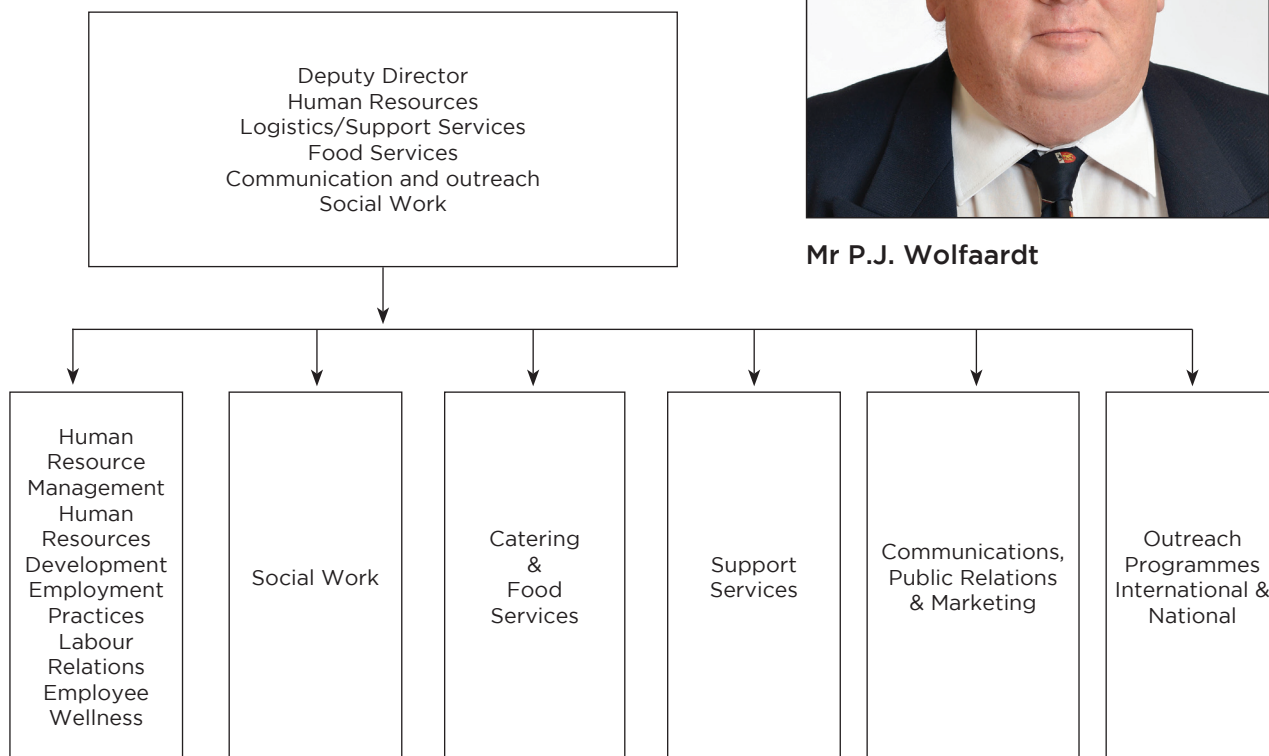 Deputy Director
Human Resources
Logistics/Support Services
Food Services
Communication and outreach
Social Work
Mr P.J. Wolfaardt
Human
Resource
Management
Human
Resources
Development
Employment
Practices
Labour
Relations
Employee
Wellness
Social Work
Catering
&
Food
Services
Support
Services
Communications,
Public Relations
& Marketing
Outreach
Programmes
International &
National